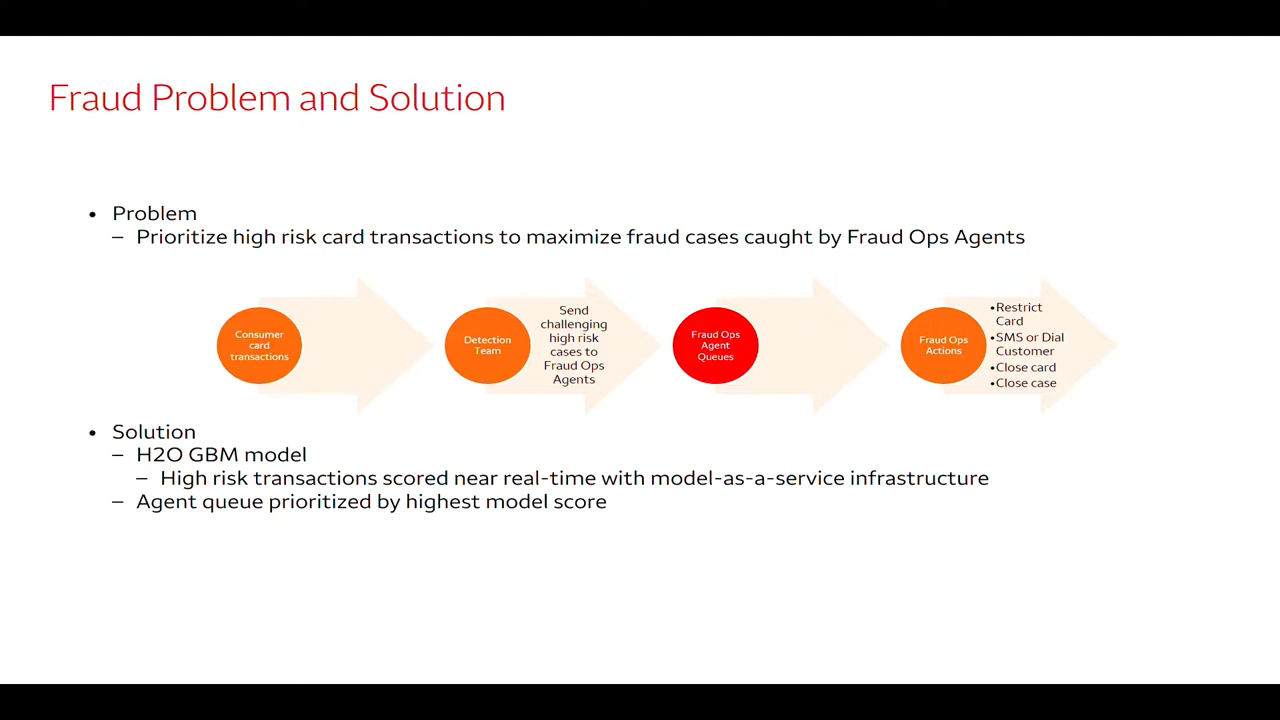 Fraud Problem and Solution
• Problem
– Prioritize high risk card transactions to maximize fraud cases caught by Fraud Ops Agents
Consumer
card
transactions
Detection
Team
Send
challenging
high risk
cases to
Fraud Ops
Agents
Fraud Ops
Agent
Queues
Fraud Ops
Actions
•Restrict
Card
•SMS or Dial
Customer
•Close card
•Close case
• Solution
– H2O GBM model
– High risk transactions scored near real-time with model-as-a-service infrastructure
– Agent queue prioritized by highest model score